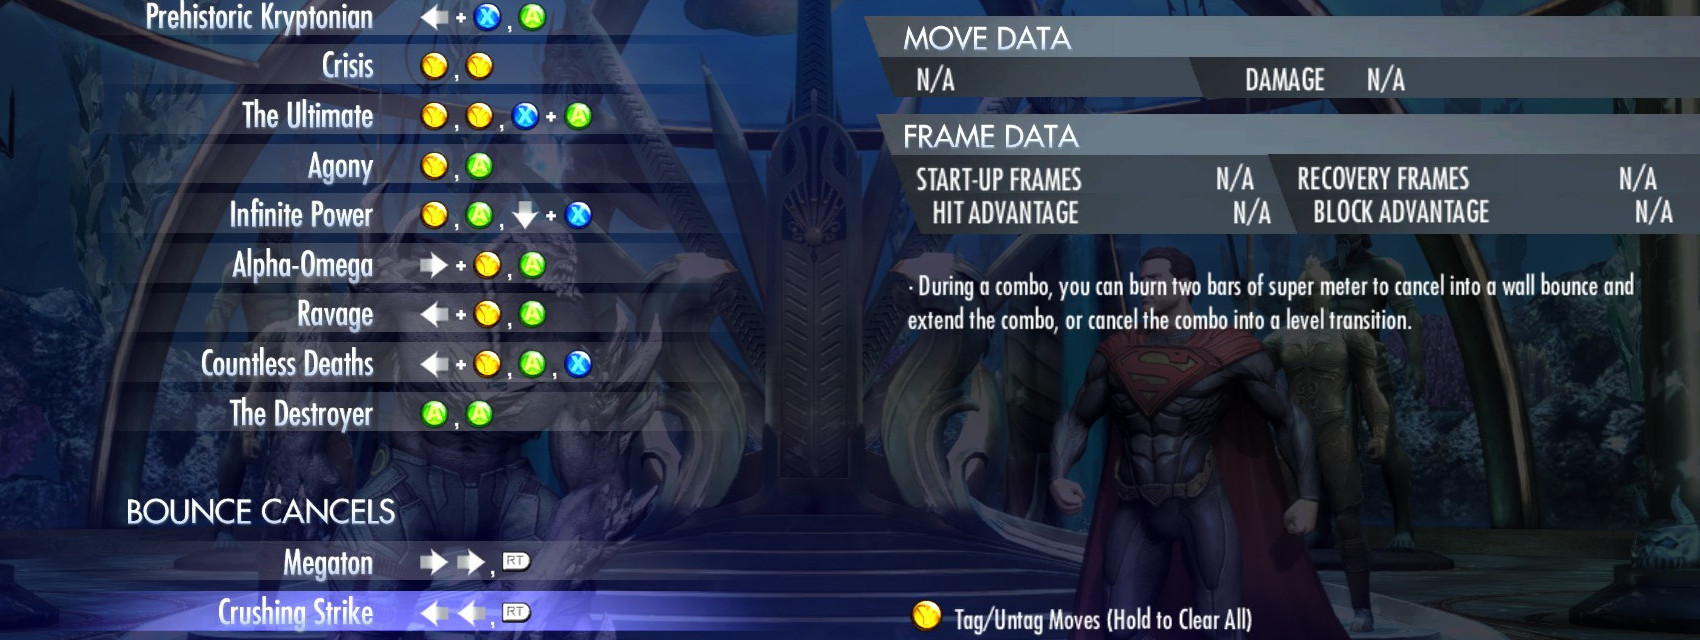 Prehistoric Kryptonian + X , A
Crisis Y , Y
The Ultimate Y , Y , X + A
Agony Y , A
Infinite Power Y , A , + X
Alpha-Omega + Y , A
Ravage + Y , A
Countless Deaths + Y , A , X
The Destroyer A , A
BOUNCE CANCELS
Megaton , RT
Crushing Strike , RT
MOVE DATA
N/A DAMAGE N/A
FRAME DATA
START-UP FRAMES N/A RECOVERY FRAMES N/A
HIT ADVANTAGE N/A BLOCK ADVANTAGE N/A
· During a combo, you can burn two bars of super meter to cancel into a wall bounce and
extend the combo, or cancel the combo into a level transition.
Y Tag/Untag Moves (Hold to Clear All)